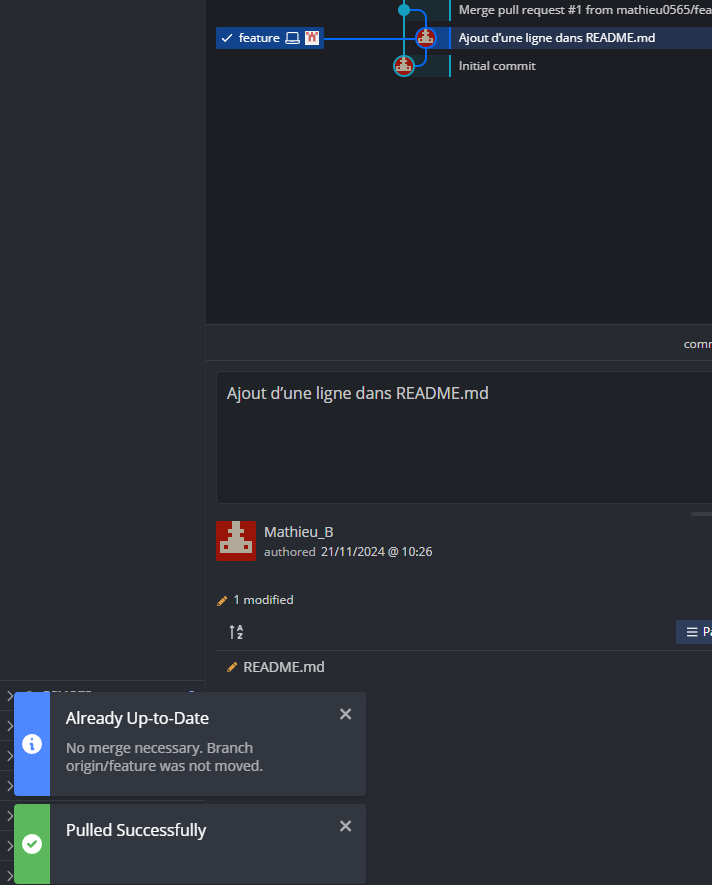 Merge pull request #1 from mathieu0565/fea
feature
Ajout d'une ligne dans README.md
Initial commit
comm
Ajout d'une ligne dans README.md
Mathieu_B
authored 21/11/2024 @ 10:26
1 modified
README.md
Already Up-to-Date
No merge necessary. Branch
origin/feature was not moved.
Pulled Successfully